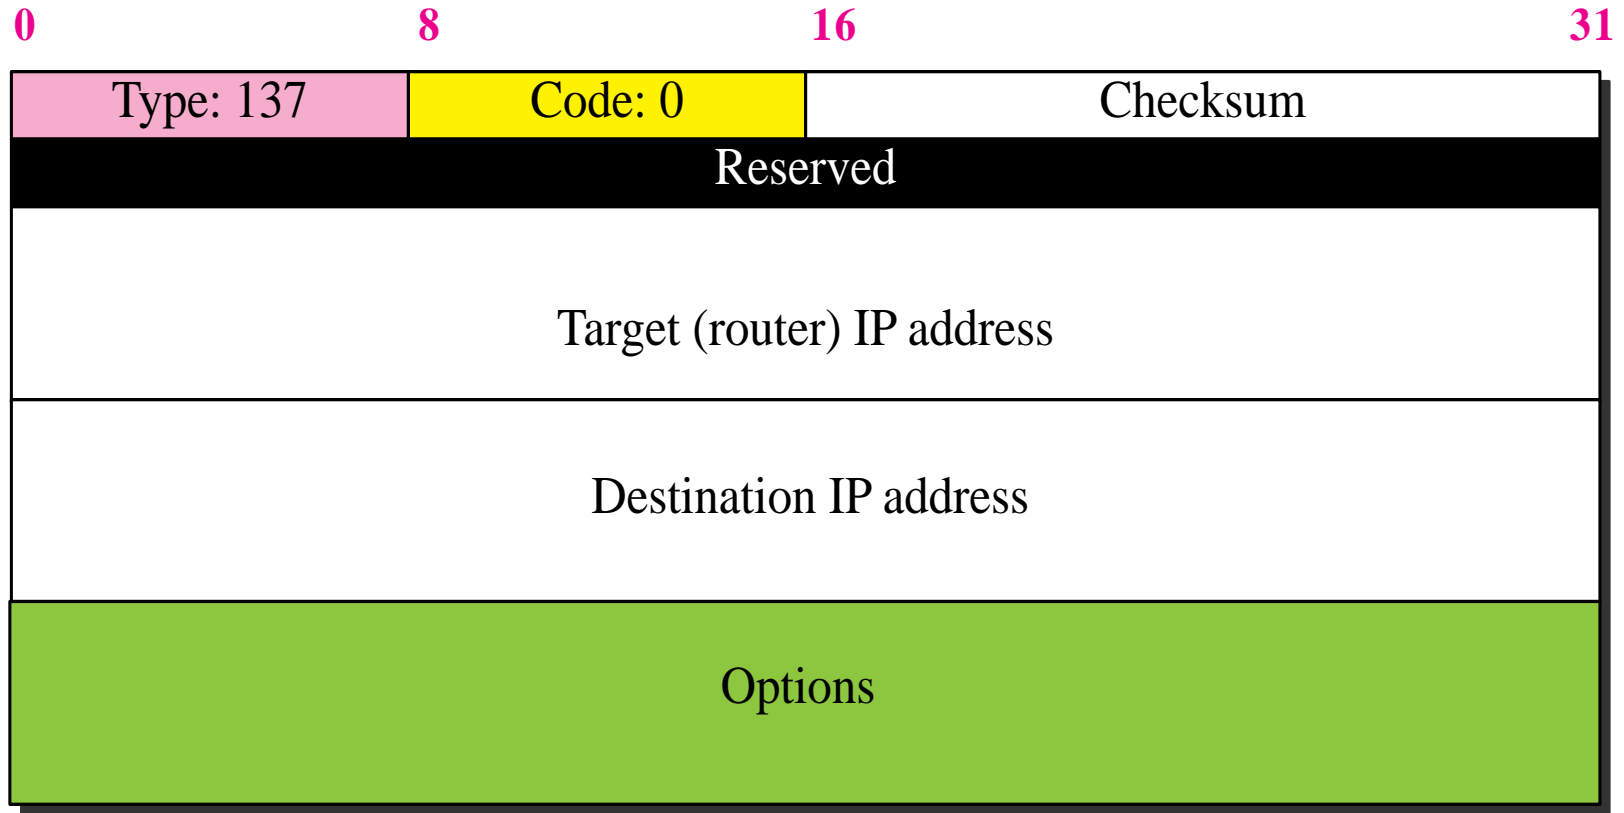 0 8 16 31
Type: 137 Code: 0 Checksum
Reserved
Target (router) IP address
Destination IP address
Options